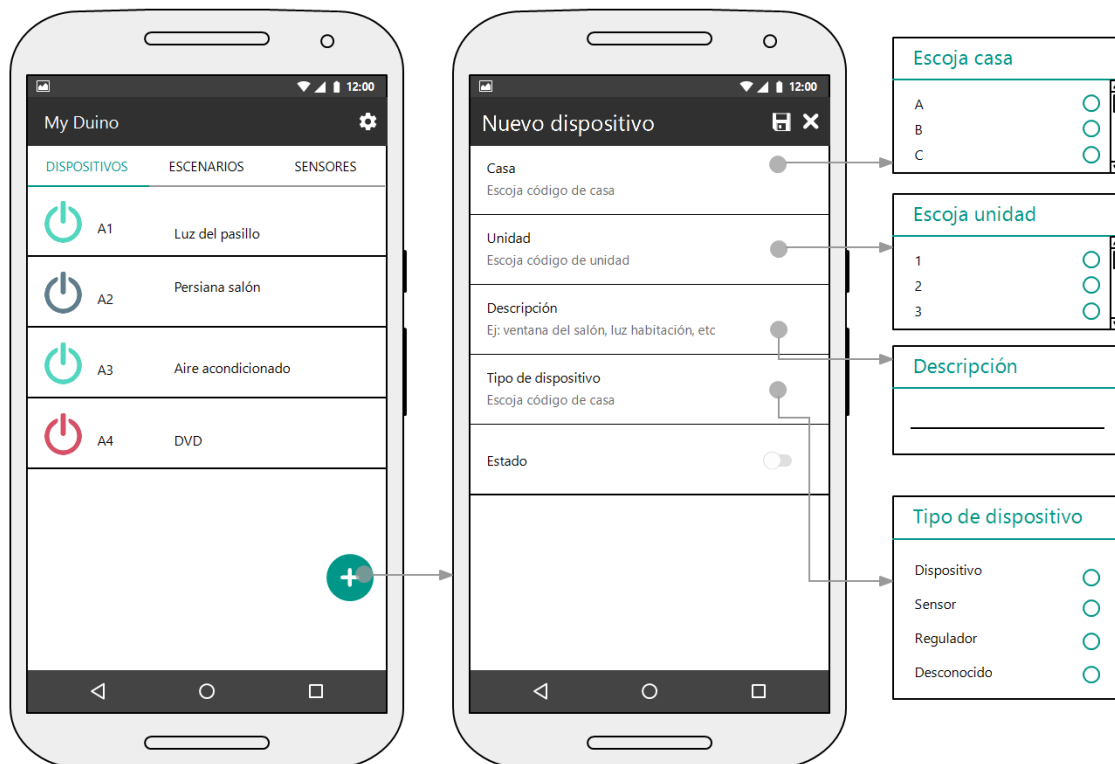 12:00
My Duino
DISPOSITIVOS ESCENARIOS SENSORES
A1 Luz del pasillo
A2 Persiana salón
A3 Aire acondicionado
A4 DVD
12:00
Nuevo dispositivo
Casa
Escoja código de casa
Unidad
Escoja código de unidad
Descripción
Ej: ventana del salón, luz habitación, etc
Tipo de dispositivo
Escoja código de casa
Estado
Escoja casa
A
B
C
Escoja unidad
1
2
3
Descripción
Tipo de dispositivo
Dispositivo
Sensor
Regulador
Desconocido